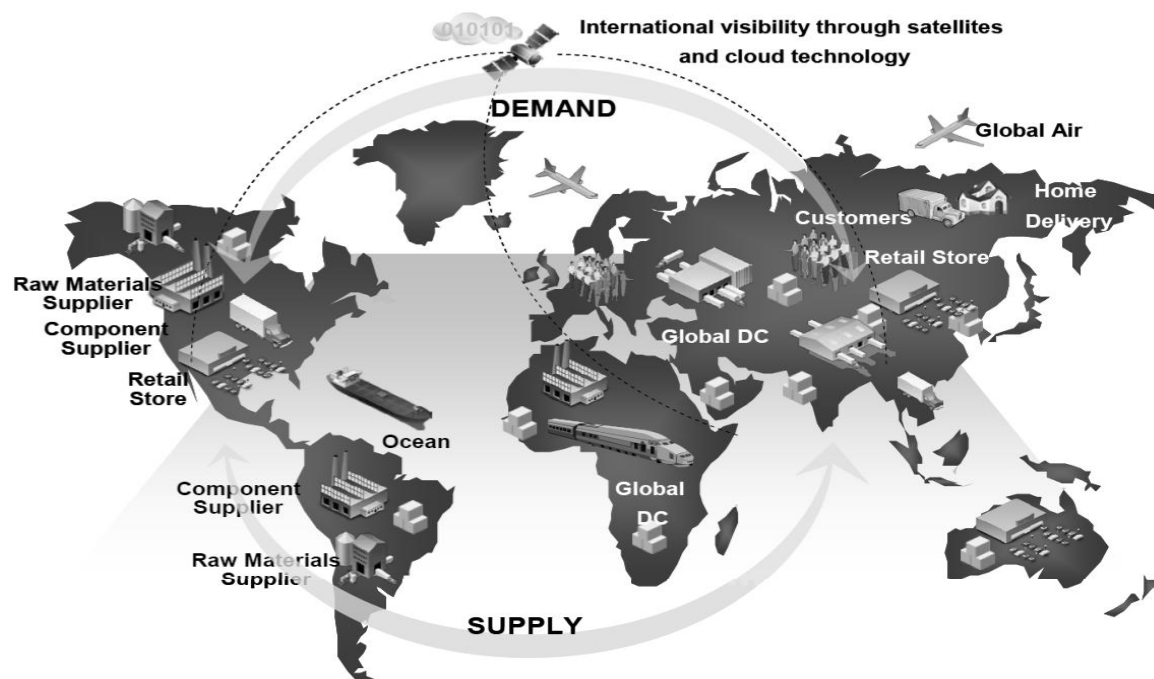 010101
International visibility through satellites
and cloud technology
DEMAND
Global Air
Home
Delivery
Customers
Retail Store
Raw Materials
Supplier
Component
Supplier
Global DC
Retail
Store
Ocean
Component
Supplier
Global
DC
Raw Materials
Supplier
SUPPLY